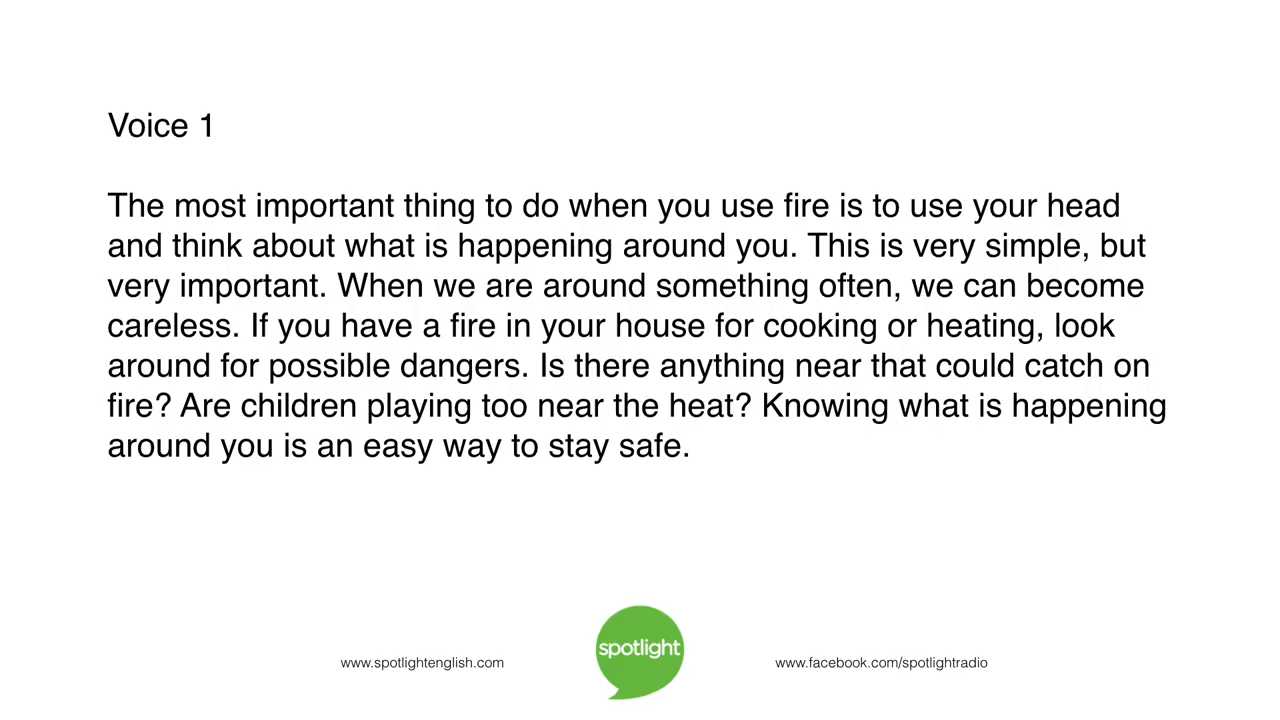 Voice 1
The most important thing to do when you use fire is to use your head
and think about what is happening around you. This is very simple, but
very important. When we are around something often, we can become
careless. If you have a fire in your house for cooking or heating, look
around for possible dangers. Is there anything near that could catch on
fire? Are children playing too near the heat? Knowing what is happening
around you is an easy way to stay safe.
www.spotlightenglish.com
spotlight
www.facebook.com/spotlightradio